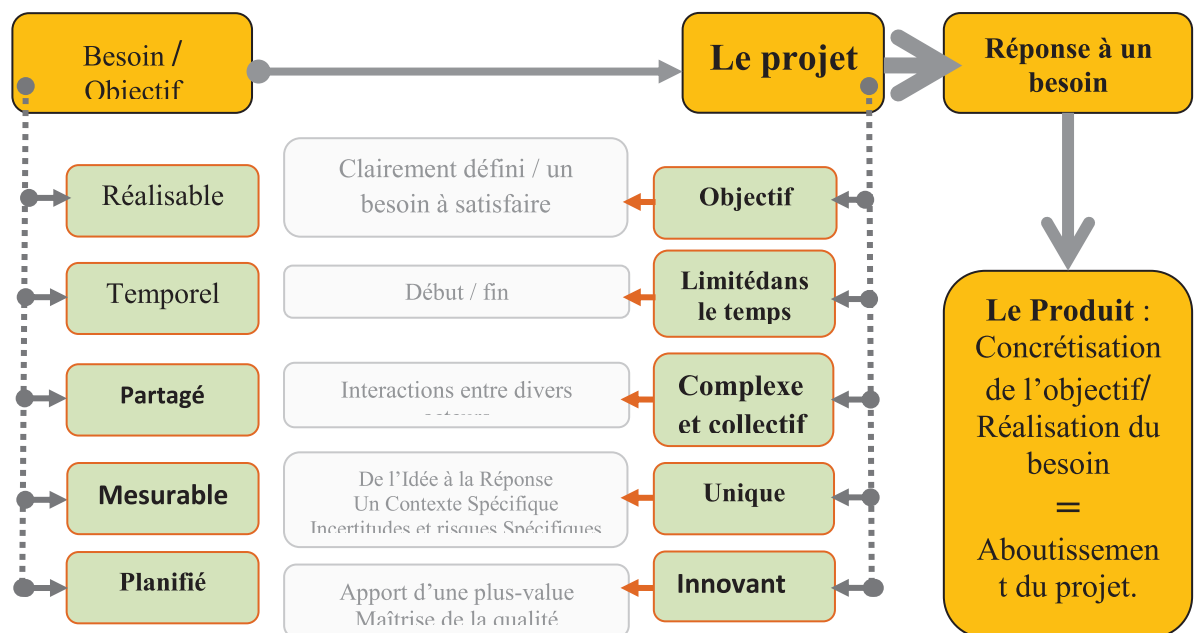 Besoin /
Objectif
Le projet
Réponse à un
besoin
Réalisable
Clairement défini / un
besoin à satisfaire
Objectif
Temporel
Début / fin
Limitédans
le temps
Partagé
Interactions entre divers
acteurs
Complexe
et collectif
Mesurable
De l’Idée à la Réponse
Un Contexte Spécifique
Incertitudes et risques Spécifiques
Unique
Planifié
Apport d’une plus-value
Maîtrise de la qualité
Innovant
Le Produit :
Concrétisation
de l’objectif/
Réalisation du
besoin
=
Aboutissemen
t du projet.